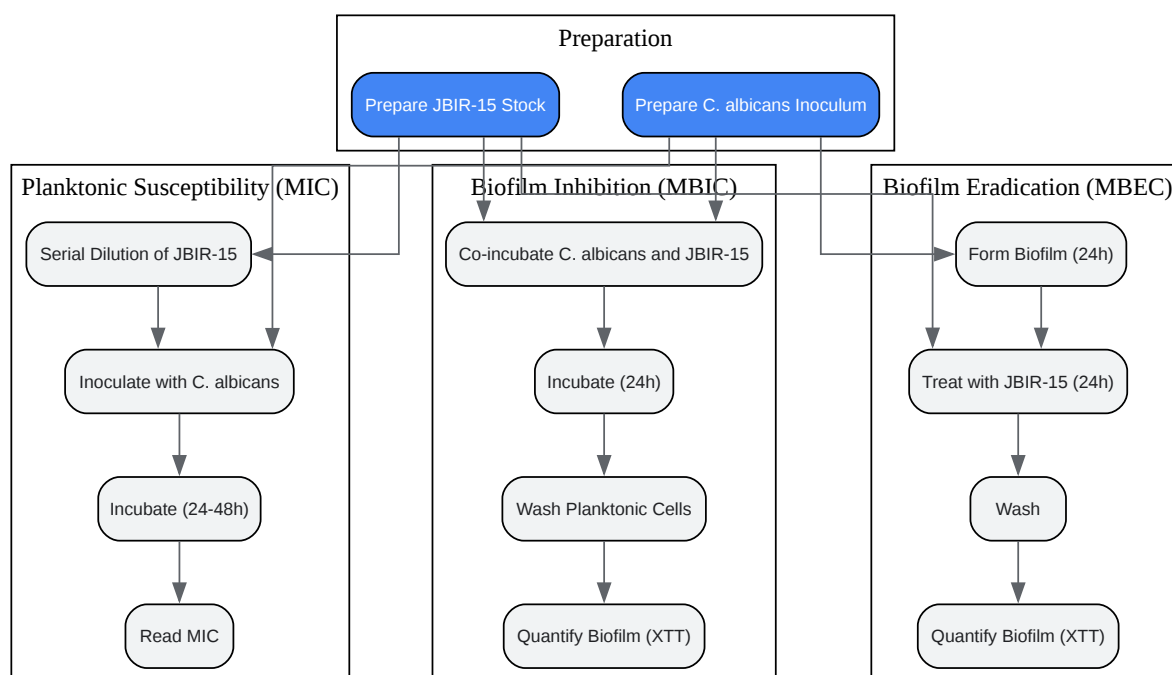 Preparation
Prepare JBIR-15 Stock
Prepare C. albicans Inoculum
Planktonic Susceptibility (MIC)
Serial Dilution of JBIR-15
Inoculate with C. albicans
Incubate (24-48h)
Read MIC
Biofilm Inhibition (MBIC)
Co-incubate C. albicans and JBIR-15
Incubate (24h)
Wash Planktonic Cells
Quantify Biofilm (XTT)
Biofilm Eradication (MBEC)
Form Biofilm (24h)
Treat with JBIR-15 (24h)
Wash
Quantify Biofilm (XTT)